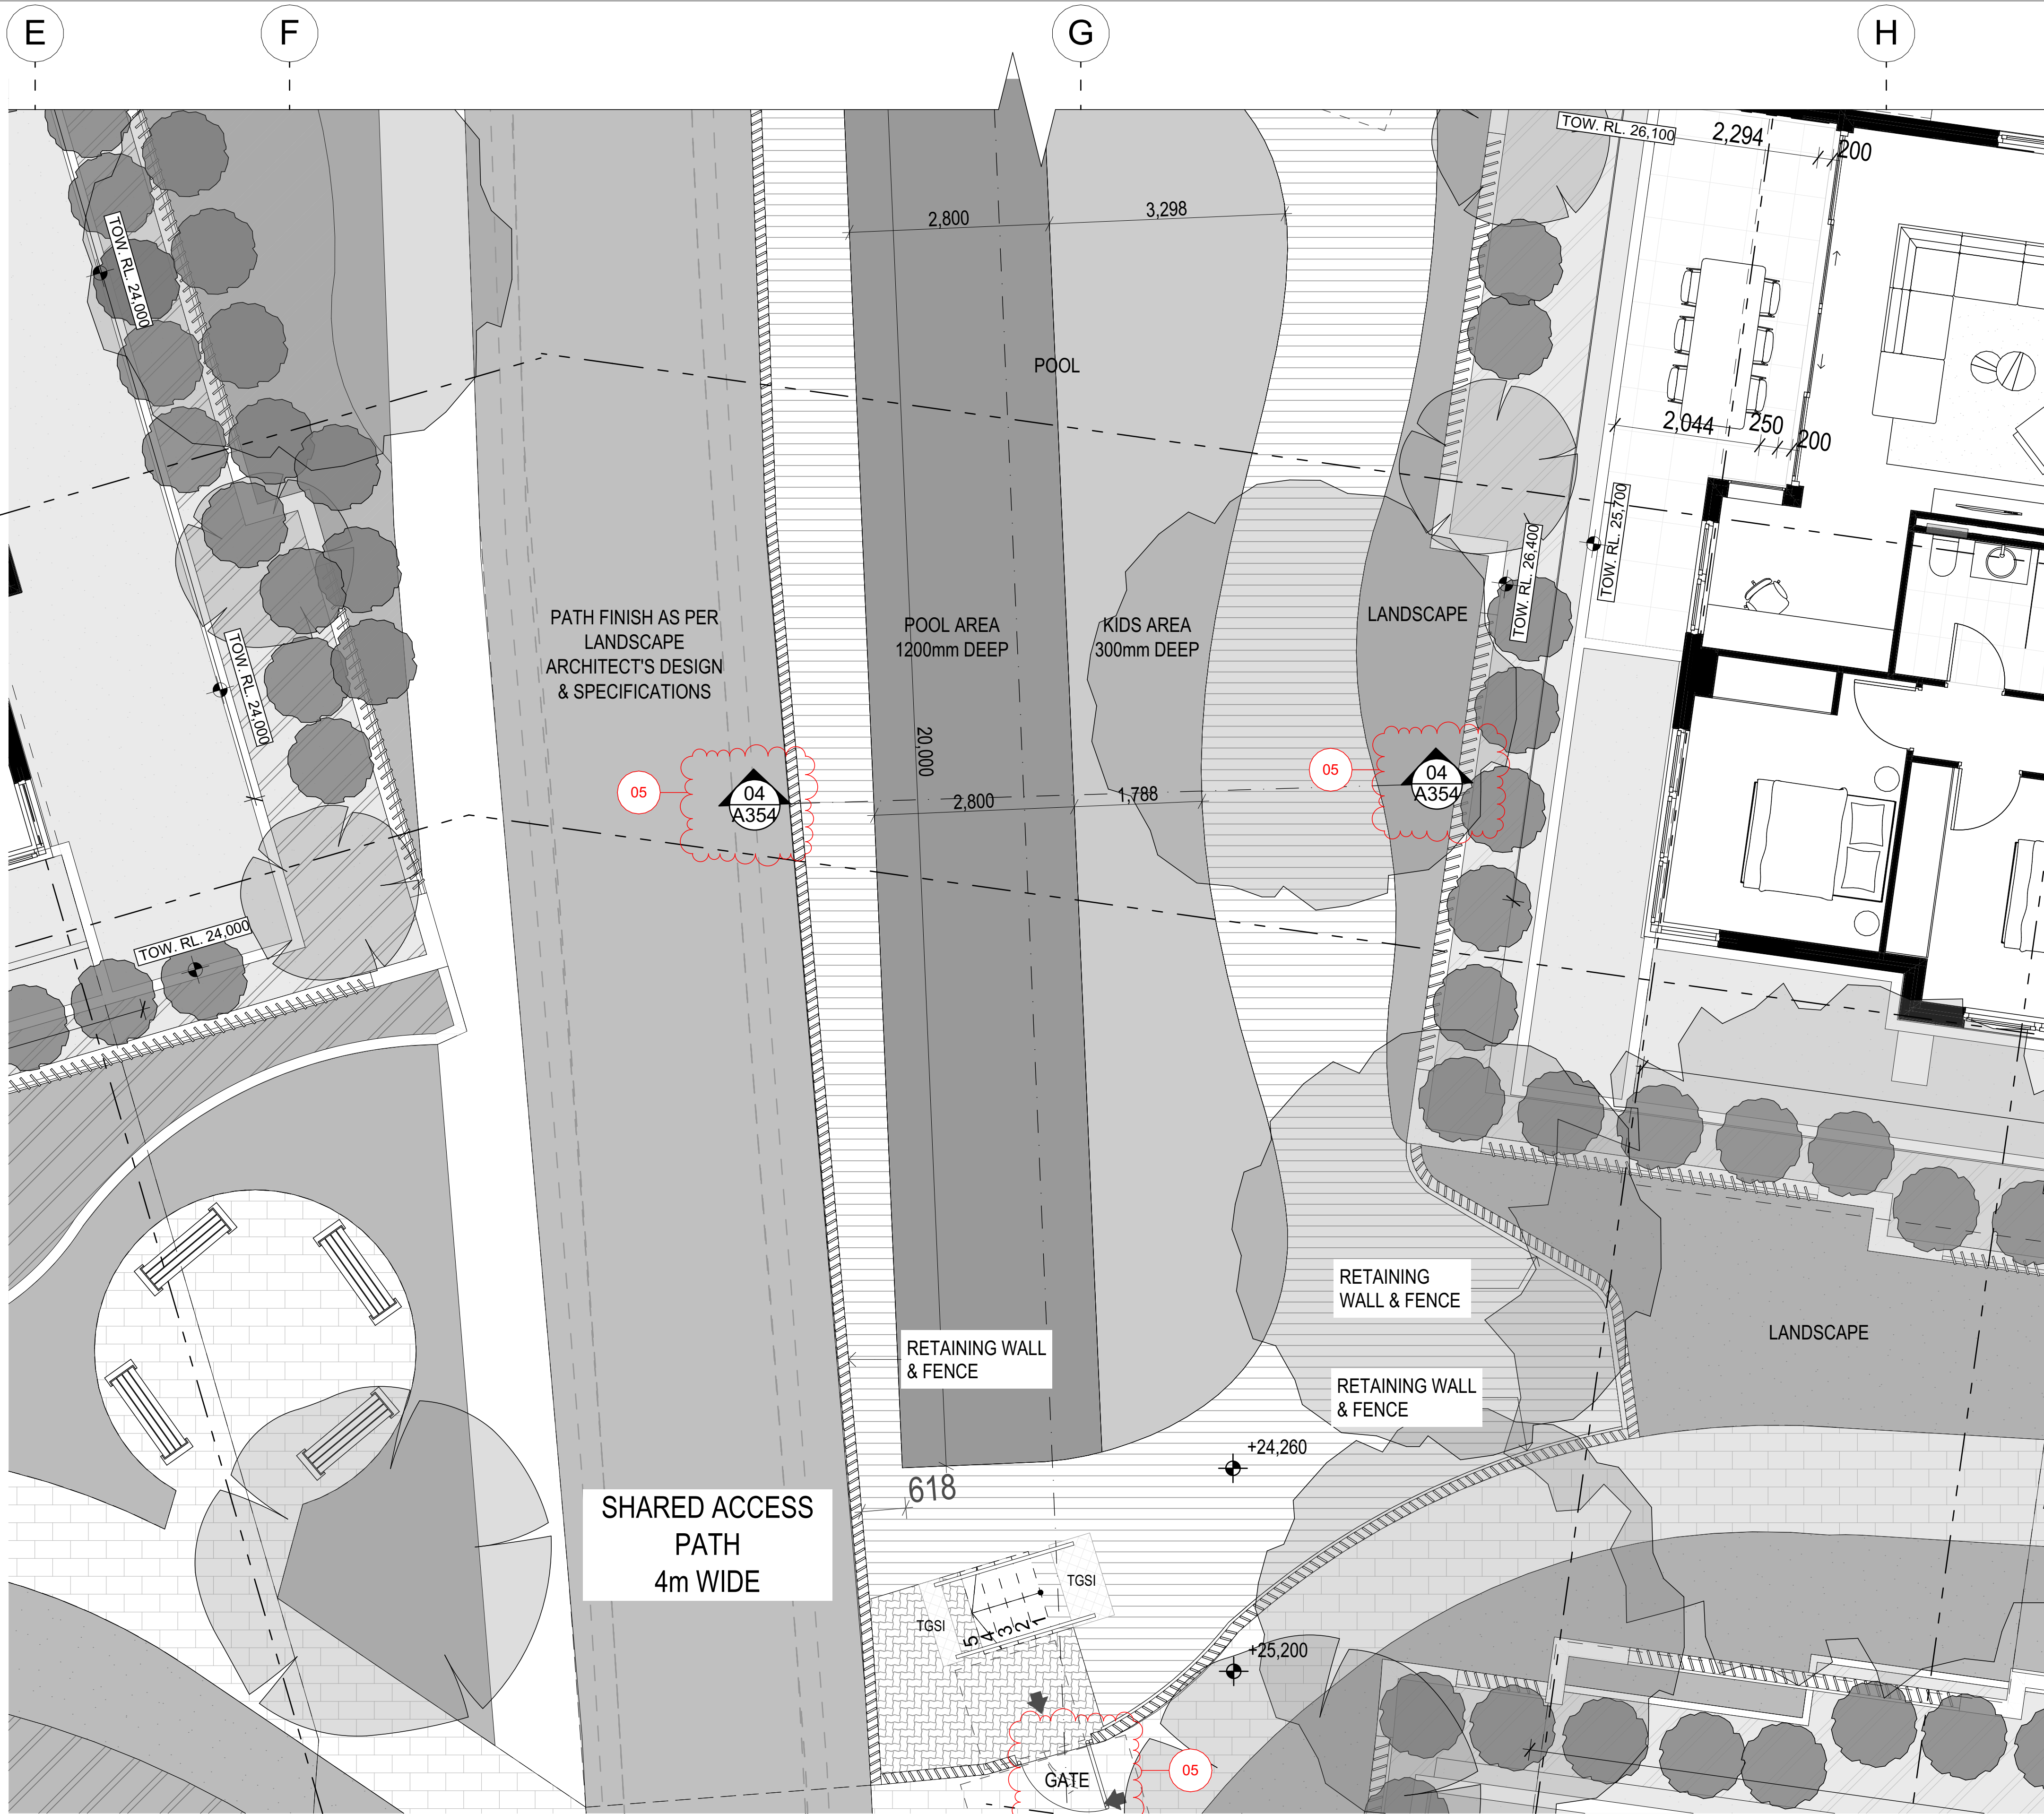 E
F
G
H
TOW. RL. 26,100
2,294
200
2,800
3,298
TOW. RL. 24,000
POOL
2,044
250
200
TOW. RL. 25,700
TOW. RL. 26,400
PATH FINISH AS PER
LANDSCAPE
ARCHITECT'S DESIGN
& SPECIFICATIONS
POOL AREA
1200mm DEEP
KIDS AREA
300mm DEEP
LANDSCAPE
TOW. RL. 24,000
20,000
05
04
A354
2,800
1,788
05
04
A354
TOW. RL. 24,000
RETAINING
WALL & FENCE
LANDSCAPE
RETAINING WALL
& FENCE
RETAINING WALL
& FENCE
+24,260
618
SHARED ACCESS
PATH
4m WIDE
TGSI
TGSI
5
4
3
2
1
+25,200
GATE
05